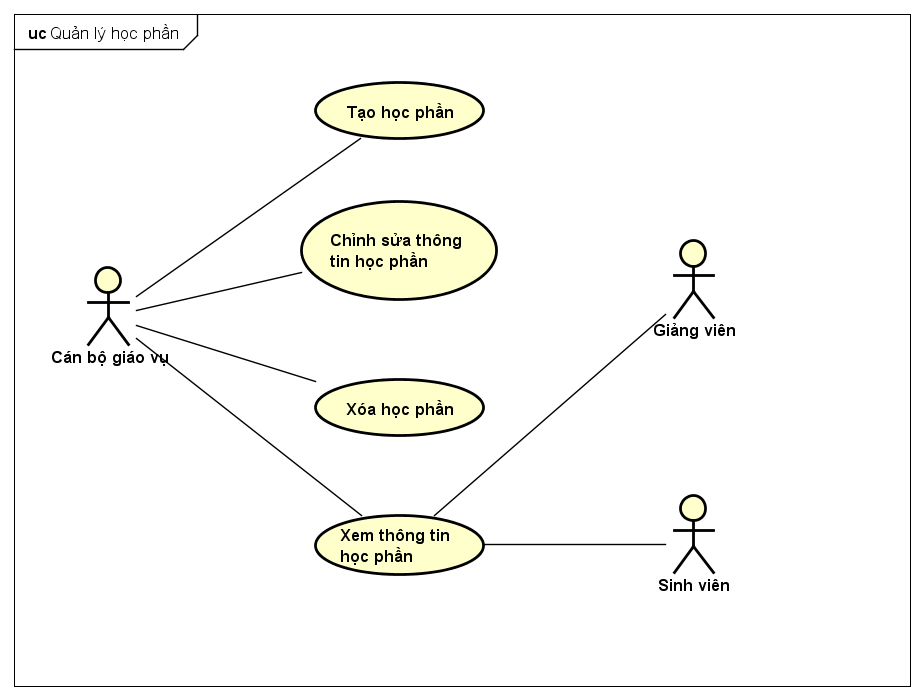 uc Quản lý học phần
Tạo học phần
Chỉnh sửa thông
tin học phần
Giảng viên
Cán bộ giáo vụ
Xóa học phần
Xem thông tin
học phần
Sinh viên